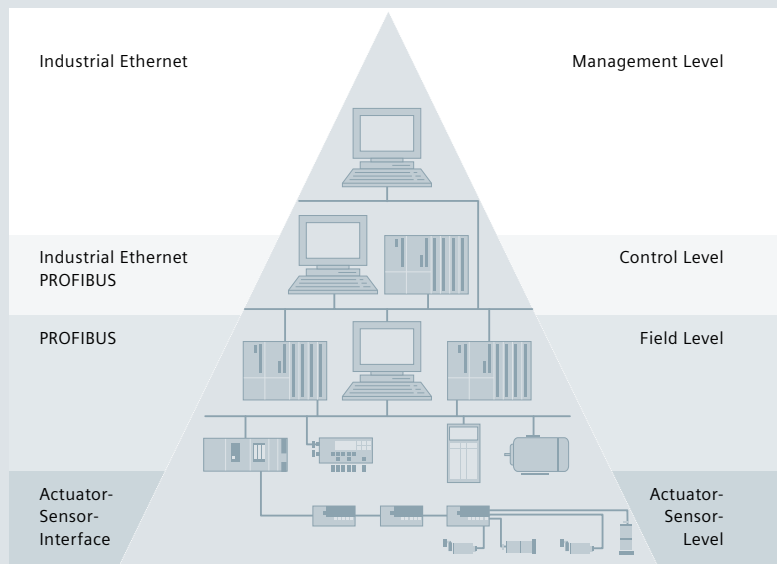 Industrial Ethernet
Management Level
Industrial Ethernet
PROFIBUS
Control Level
PROFIBUS
Field Level
Actuator-
Sensor-
Interface
Actuator-
Sensor-
Level